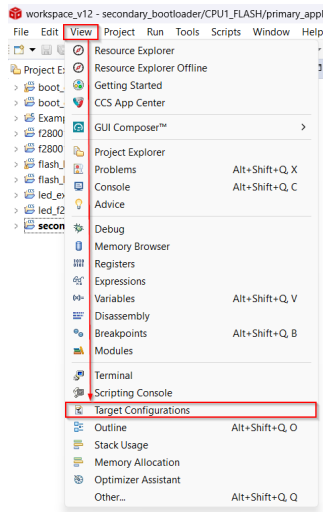 workspace_v12 - secondary_bootloader/CPU1_FLASH/primary_appl
File Edit View Project Run Tools Scripts Window Help
Project Ex
boot_
boot_
Examp
f2800
f2800
flash_l
flash_l
led_ex
led_f2
secon
Resource Explorer
Resource Explorer Offline
Getting Started
CCS App Center
GUI Composer™ >
Project Explorer
Problems Alt+Shift+Q, X
Console Alt+Shift+Q, C
Advice
Debug
Memory Browser
Registers
Expressions
Variables Alt+Shift+Q, V
Disassembly
Breakpoints Alt+Shift+Q, B
Modules
Terminal
Scripting Console
Target Configurations
Outline Alt+Shift+Q, O
Stack Usage
Memory Allocation
Optimizer Assistant
Other... Alt+Shift+Q, Q